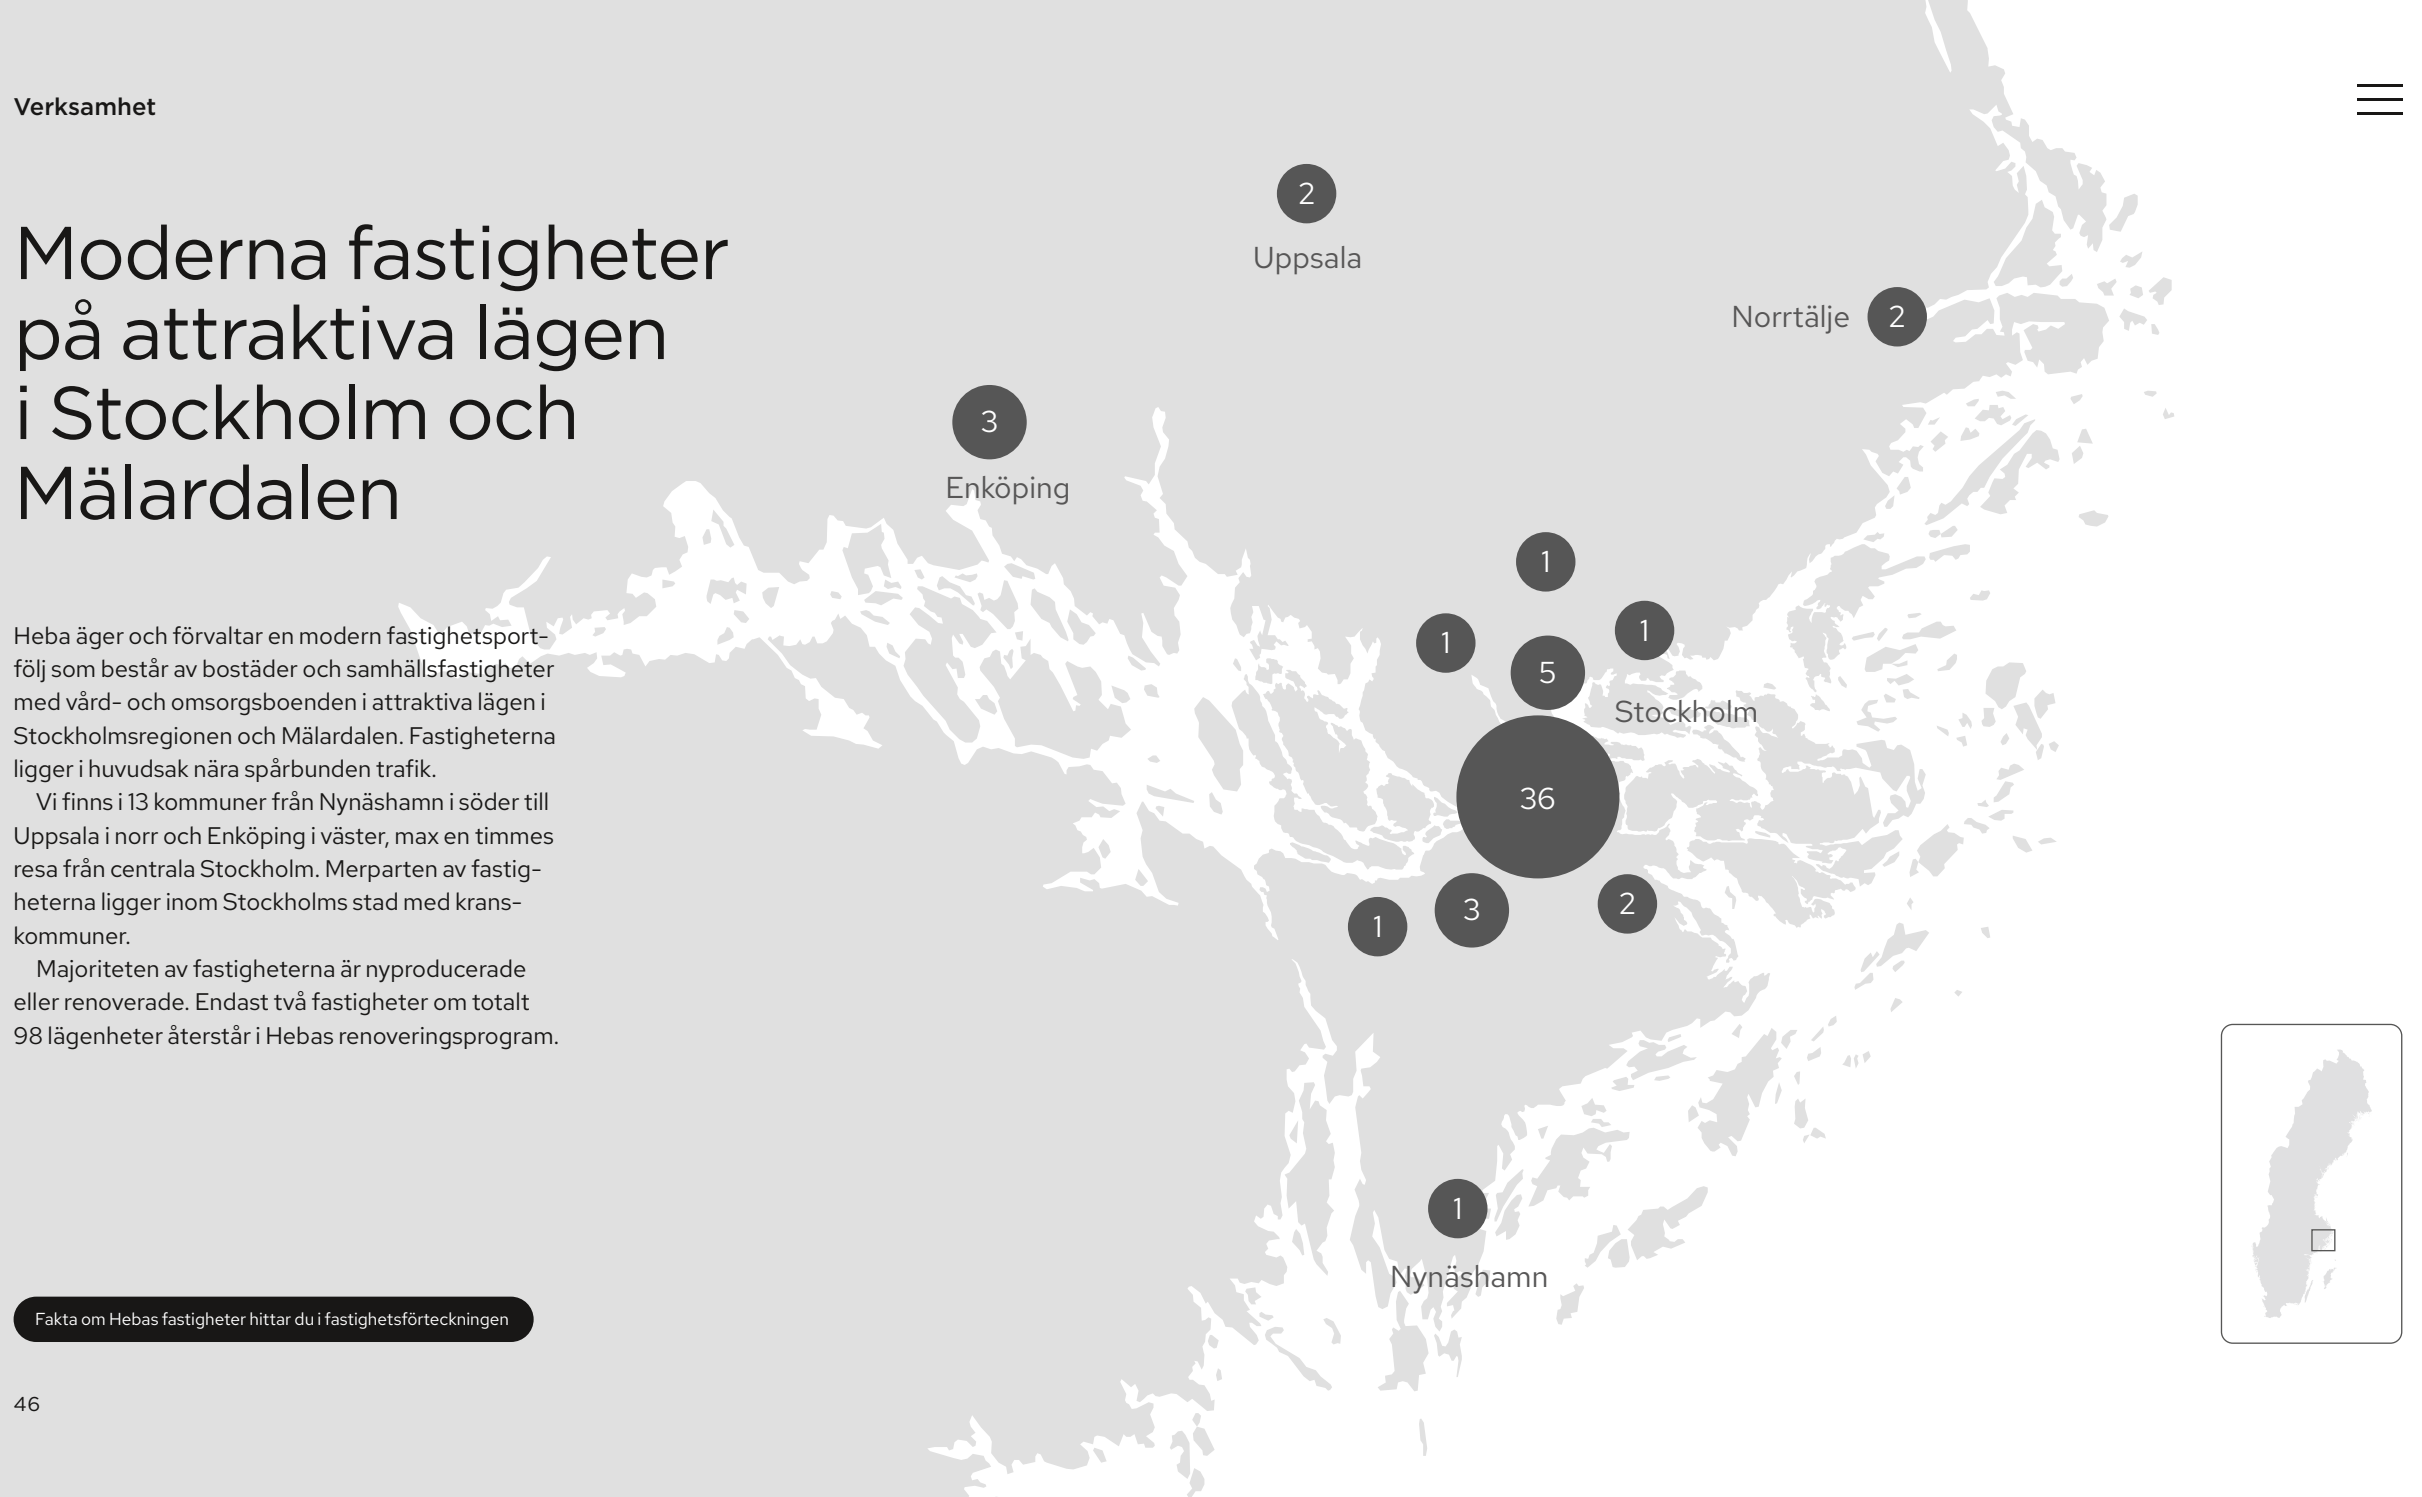 Verksamhet
Moderna fastigheter
på attraktiva lägen
i Stockholm och
Mälardalen
Heba äger och förvaltar en modern fastighetsport-
följ som består av bostäder och samhällsfastigheter
med vård- och omsorgsboenden i attraktiva lägen i
Stockholmsregionen och Mälardalen. Fastigheterna
ligger i huvudsak nära spårbunden trafik.
Vi finns i 13 kommuner från Nynäshamn i söder till
Uppsala i norr och Enköping i väster, max en timmes
resa från centrala Stockholm. Merparten av fastig-
heterna ligger inom Stockholms stad med krans-
kommuner.
Majoriteten av fastigheterna är nyproducerade
eller renoverade. Endast två fastigheter om totalt
98 lägenheter återstår i Hebas renoveringsprogram.
Fakta om Hebas fastigheter hittar du i fastighetsförteckningen
46
2
Uppsala
Norrtälje 2
3
Enköping
1
1
1
5
Stockholm
36
2
3
1
1
Nynäshamn